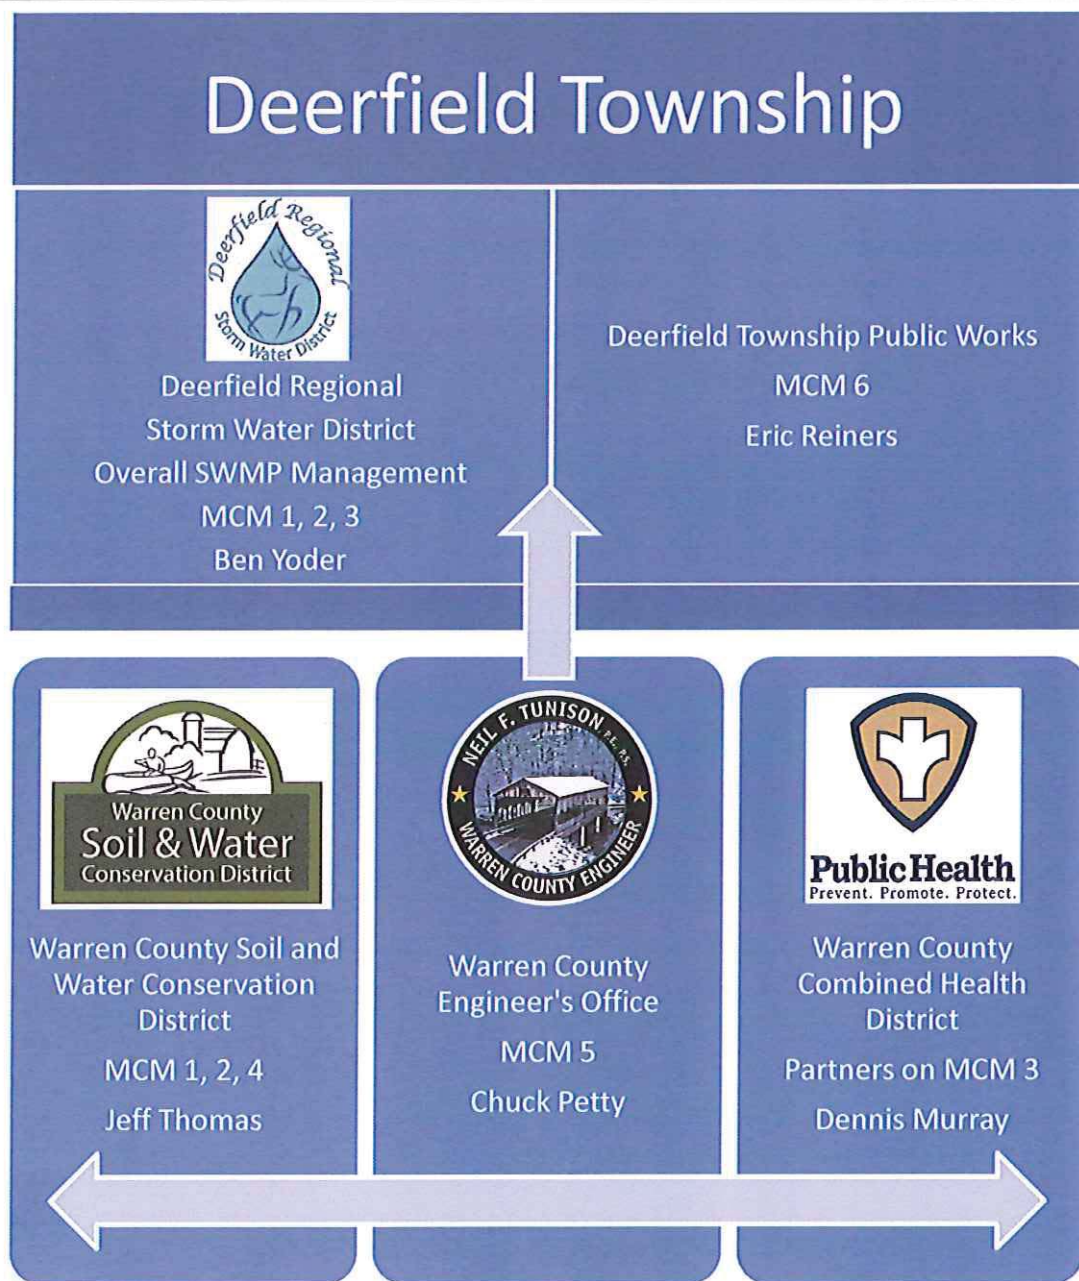 Deerfield Township
Deerfield Regional
Storm Water District
Deerfield Regional
Storm Water District
Overall SWMP Management
MCM 1, 2, 3
Ben Yoder
Deerfield Township Public Works
MCM 6
Eric Reiners
Warren County
Soil & Water
Conservation District
Warren County Soil and
Water Conservation
District
MCM 1, 2, 4
Jeff Thomas
NEIL F. TUNISON, P.E., P.S.
WARREN COUNTY ENGINEER
Warren County
Engineer's Office
MCM 5
Chuck Petty
Public Health
Prevent. Promote. Protect.
Warren County
Combined Health
District
Partners on MCM 3
Dennis Murray